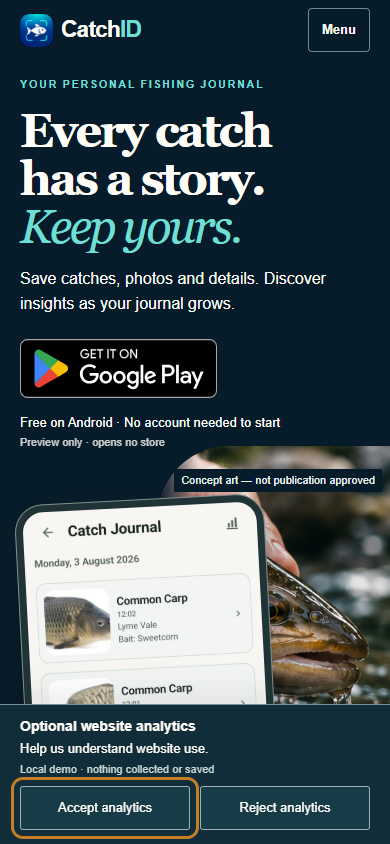 CatchID
Menu
YOUR PERSONAL FISHING JOURNAL
Every catch
has a story.
Keep yours.
Save catches, photos and details. Discover
insights as your journal grows.
GET IT ON
Google Play
Free on Android · No account needed to start
Preview only · opens no store
Concept art — not publication approved
Catch Journal
Monday, 3 August 2026
Common Carp
12:02
Lyme Vale
Bait: Sweetcorn
Common Carp
Optional website analytics
Help us understand website use.
Local demo · nothing collected or saved
Accept analytics
Reject analytics